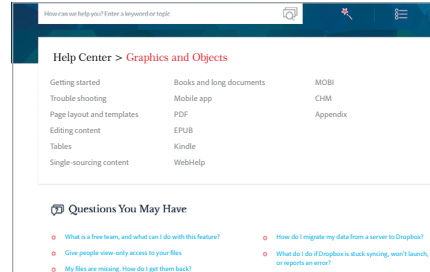 How can we help you? Enter a keyword or topic
Help Center > Graphics and Objects
Getting started
Trouble shooting
Page layout and templates
Editing content
Tables
Single-sourcing content
Books and long documents
Mobile app
PDF
EPUB
Kindle
WebHelp
MOBI
CHM
Appendix
Questions You May Have
What is a free team, and what can I do with this feature?
Give people view-only access to your files
My files are missing. How do I get them back?
How do I migrate my data from a server to Dropbox?
What do I do if Dropbox is stuck syncing, won't launch,
or reports an error?